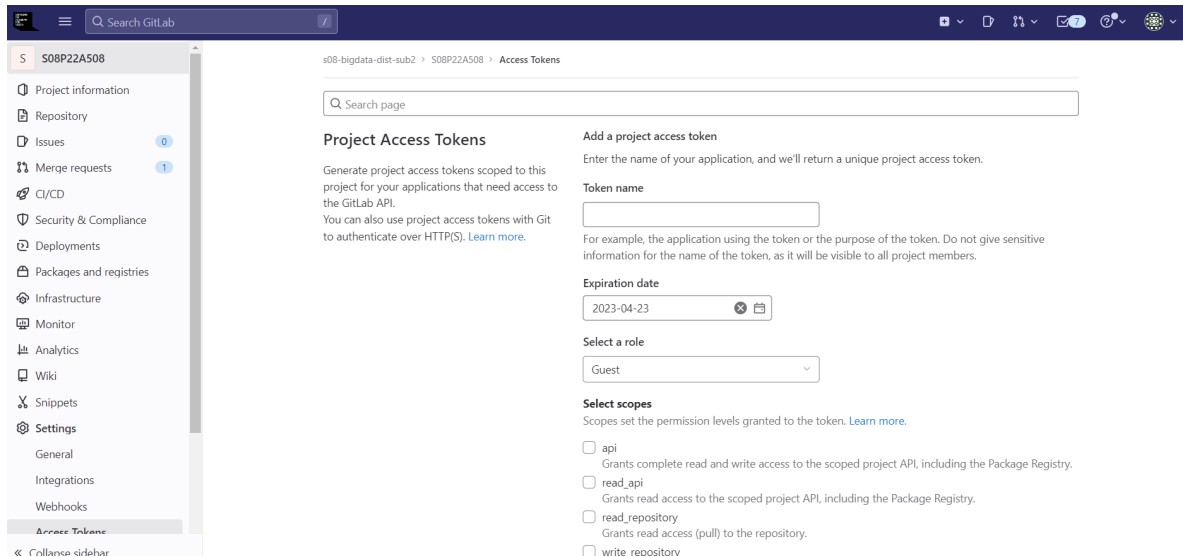 Search GitLab
/
7
S S08P22A508
Project information
Repository
Issues 0
Merge requests 1
CI/CD
Security & Compliance
Deployments
Packages and registries
Infrastructure
Monitor
Analytics
Wiki
Snippets
Settings
General
Integrations
Webhooks
Access Tokens
Collapse sidebar
s08-bigdata-dist-sub2 > S08P22A508 > Access Tokens
Search page
Project Access Tokens
Generate project access tokens scoped to this
project for your applications that need access to
the GitLab API.
You can also use project access tokens with Git
to authenticate over HTTP(S). Learn more.
Add a project access token
Enter the name of your application, and we'll return a unique project access token.
Token name
For example, the application using the token or the purpose of the token. Do not give sensitive
information for the name of the token, as it will be visible to all project members.
Expiration date
2023-04-23
Select a role
Guest
Select scopes
Scopes set the permission levels granted to the token. Learn more.
api
Grants complete read and write access to the scoped project API, including the Package Registry.
read_api
Grants read access to the scoped project API, including the Package Registry.
read_repository
Grants read access (pull) to the repository.
write_repository